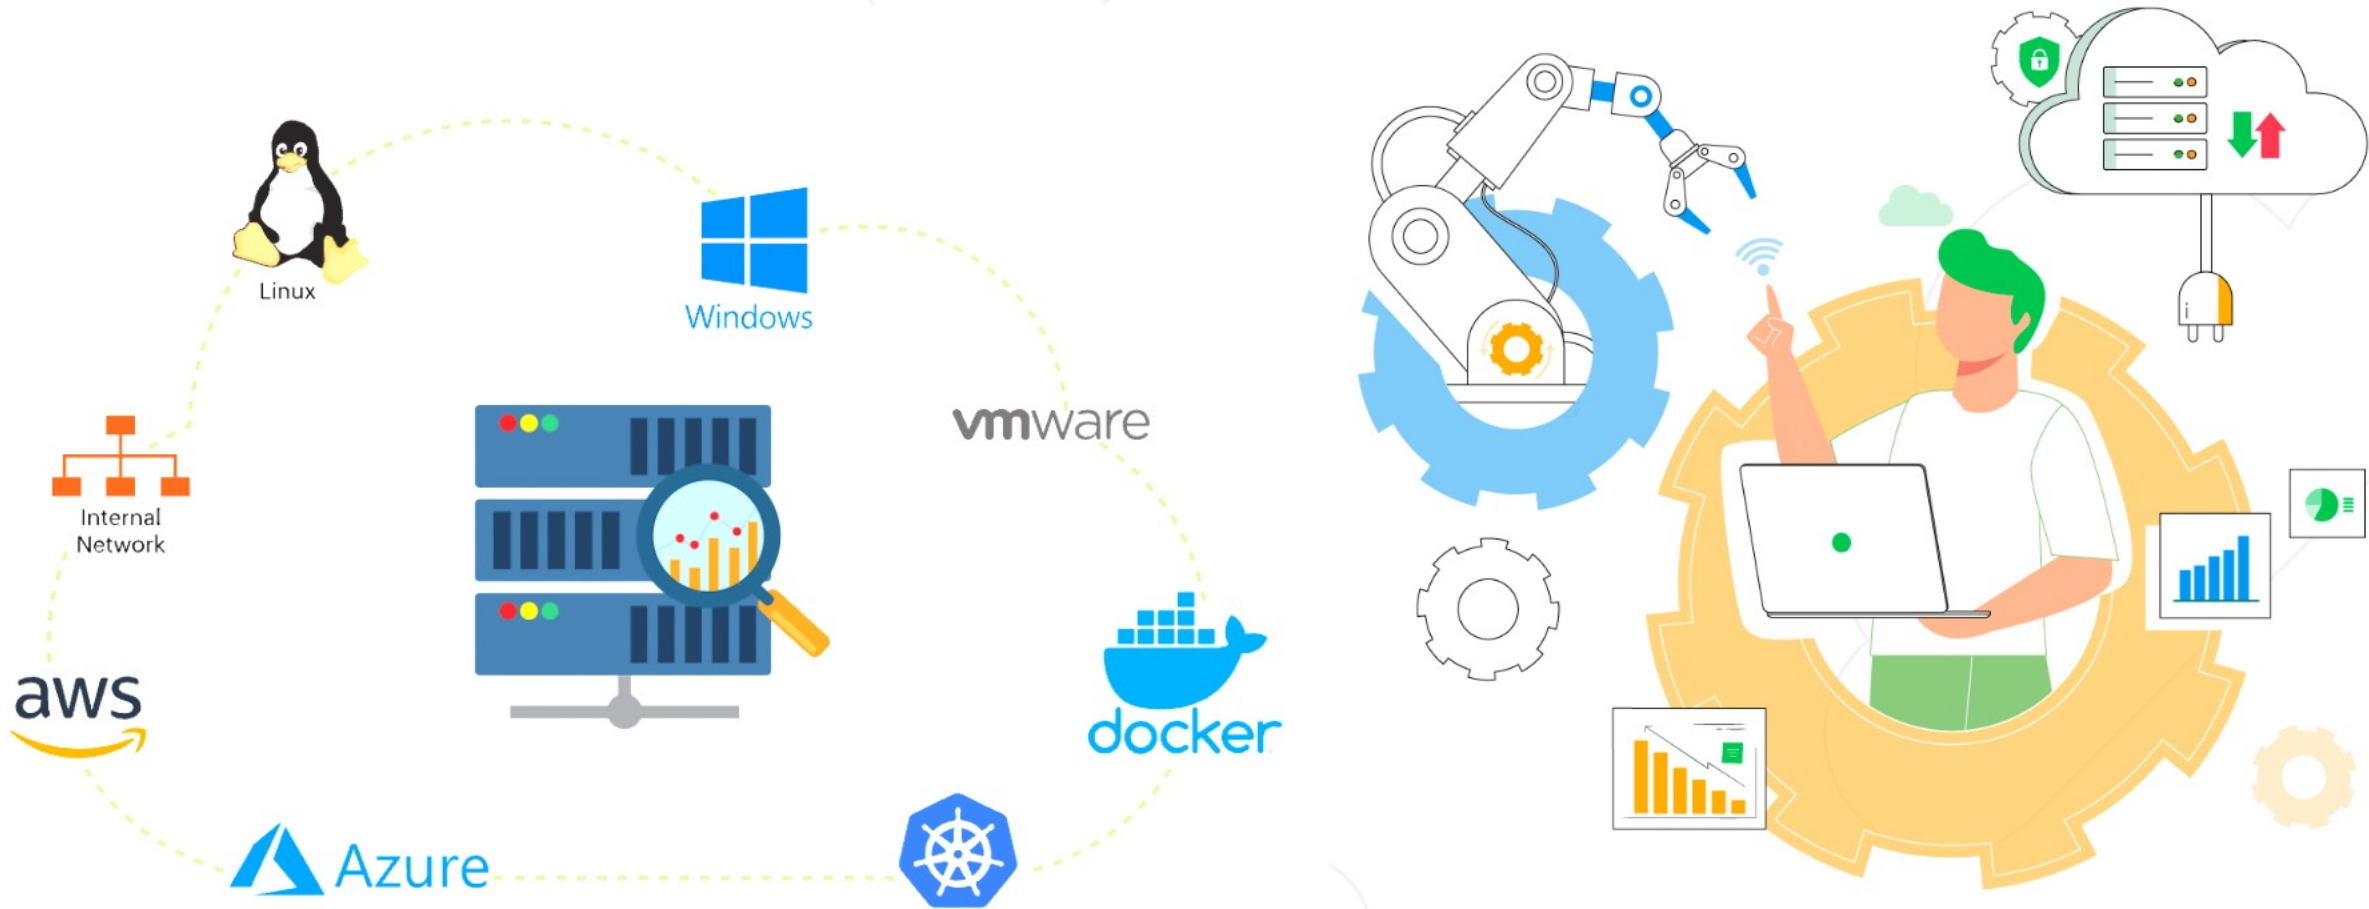 Linux
Windows
vmware
Internal
Network
docker
aws
Azure
i